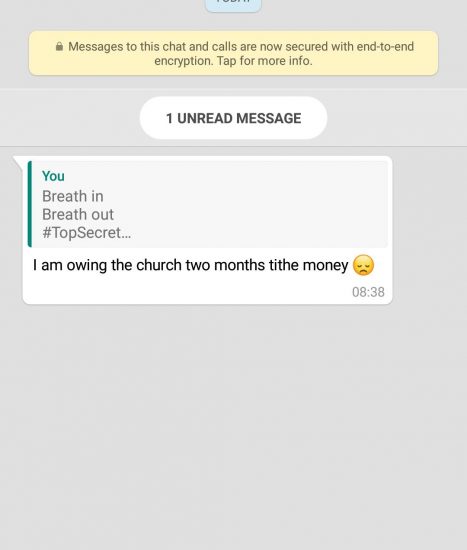 TODAY
Messages to this chat and calls are now secured with end-to-end
encryption. Tap for more info.
1 UNREAD MESSAGE
You
Breath in
Breath out
#TopSecret...
I am owing the church two months tithe money 😞
08:38